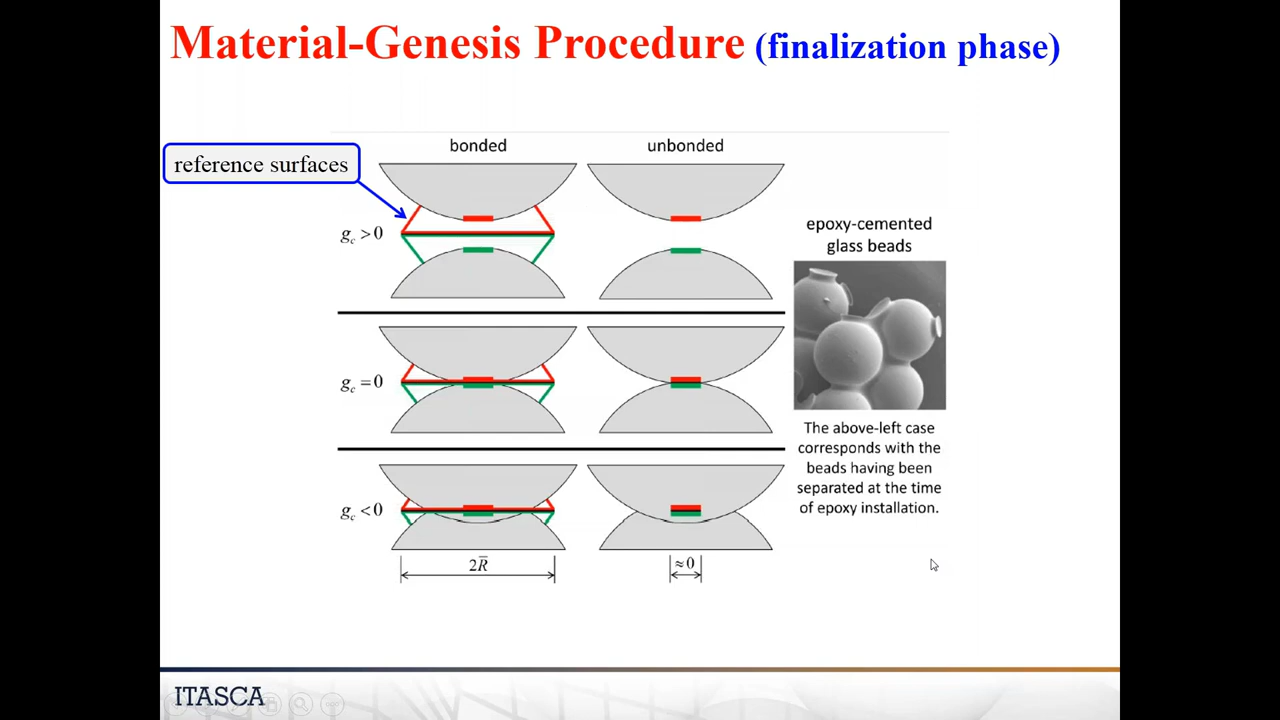 Material-Genesis Procedure (finalization phase)
reference surfaces
bonded
unbonded
g_c > 0
g_c = 0
g_c < 0
2R̄
≈0
epoxy-cemented
glass beads
The above-left case
corresponds with the
beads having been
separated at the time
of epoxy installation.
ITASCA